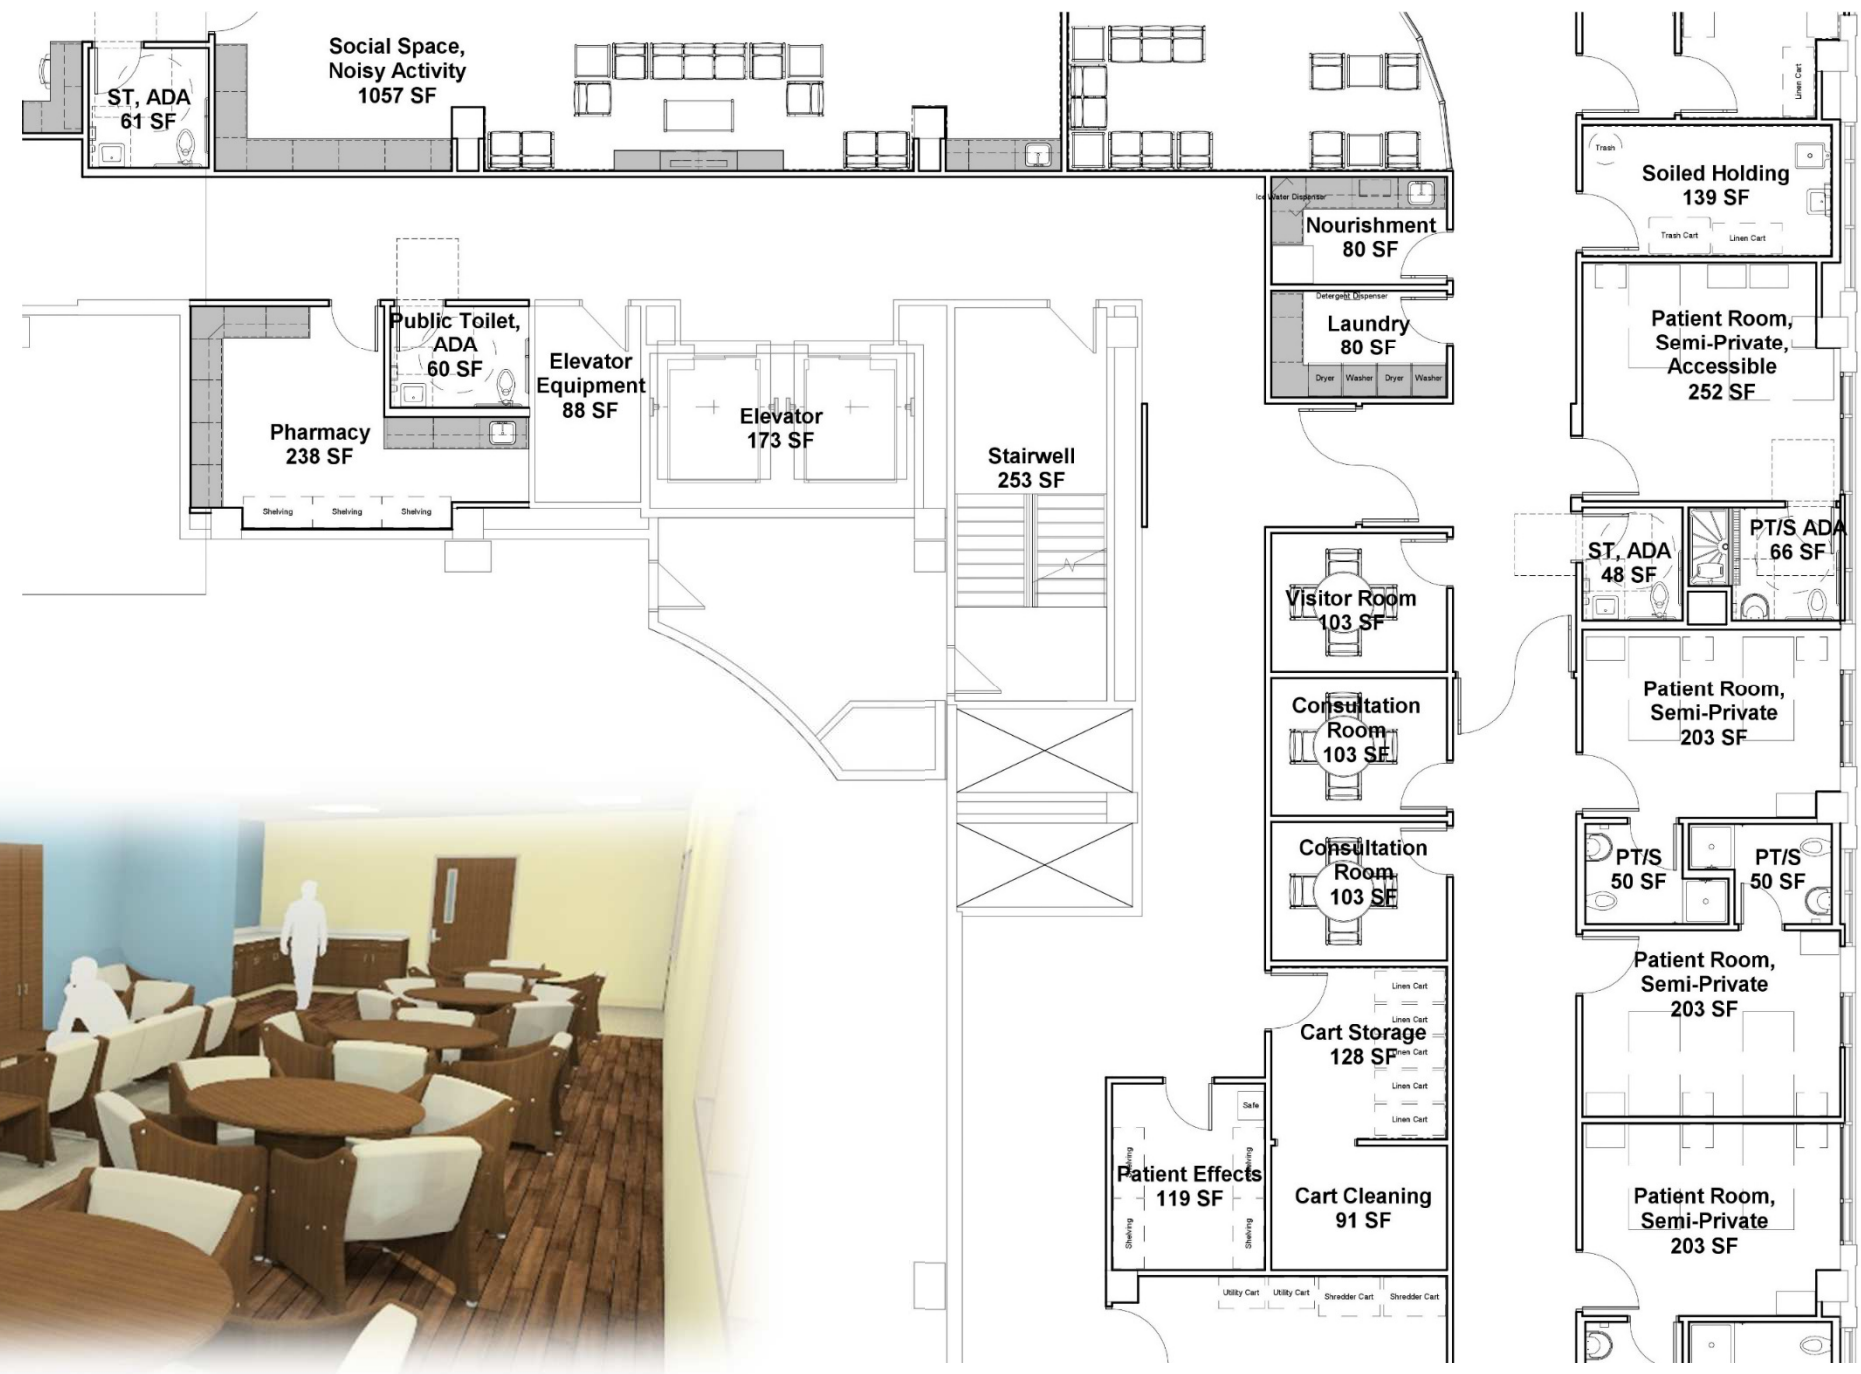 Social Space,
Noisy Activity
1057 SF
ST, ADA
61 SF
Linen Cart
Trash
Soiled Holding
139 SF
Trash Cart
Linen Cart
Ice Water Dispenser
Nourishment
80 SF
Detergent Dispenser
Laundry
80 SF
Dryer
Washer
Dryer
Washer
Public Toilet,
ADA
60 SF
Elevator
Equipment
88 SF
Elevator
173 SF
Pharmacy
238 SF
Shelving
Shelving
Shelving
Stairwell
253 SF
Patient Room,
Semi-Private,
Accessible
252 SF
ST, ADA
48 SF
PT/S ADA
66 SF
Visitor Room
103 SF
Consultation
Room
103 SF
Consultation
Room
103 SF
Patient Room,
Semi-Private
203 SF
PT/S
50 SF
PT/S
50 SF
Patient Room,
Semi-Private
203 SF
Linen Cart
Linen Cart
Linen Cart
Linen Cart
Linen Cart
Cart Storage
128 SF
Safe
Shelving
Shelving
Shelving
Shelving
Patient Effects
119 SF
Cart Cleaning
91 SF
Patient Room,
Semi-Private
203 SF
Utility Cart
Utility Cart
Shredder Cart
Shredder Cart